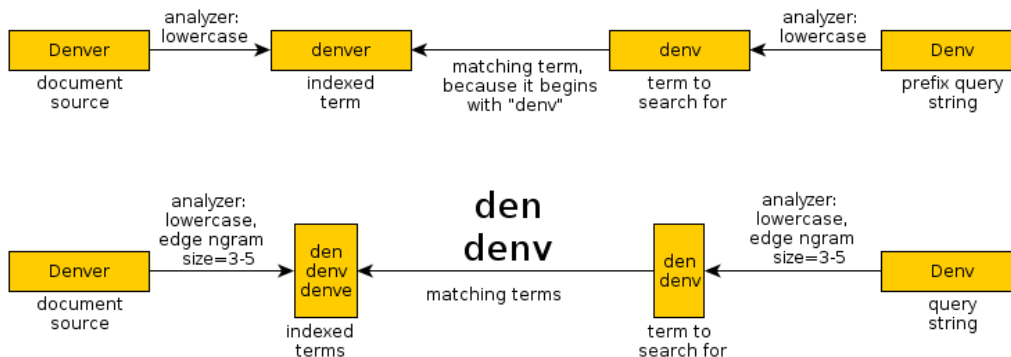 analyzer:
lowercase
analyzer:
lowercase
Denver
denver
denv
Denv
document
source
indexed
term
matching term,
because it begins
with "denv"
term to
search for
prefix query
string
analyzer:
lowercase,
edge ngram
size=3-5
den
denv
analyzer:
lowercase,
edge ngram
size=3-5
Denver
den
denv
denve
den
denv
Denv
document
source
indexed
terms
matching terms
term to
search for
query
string